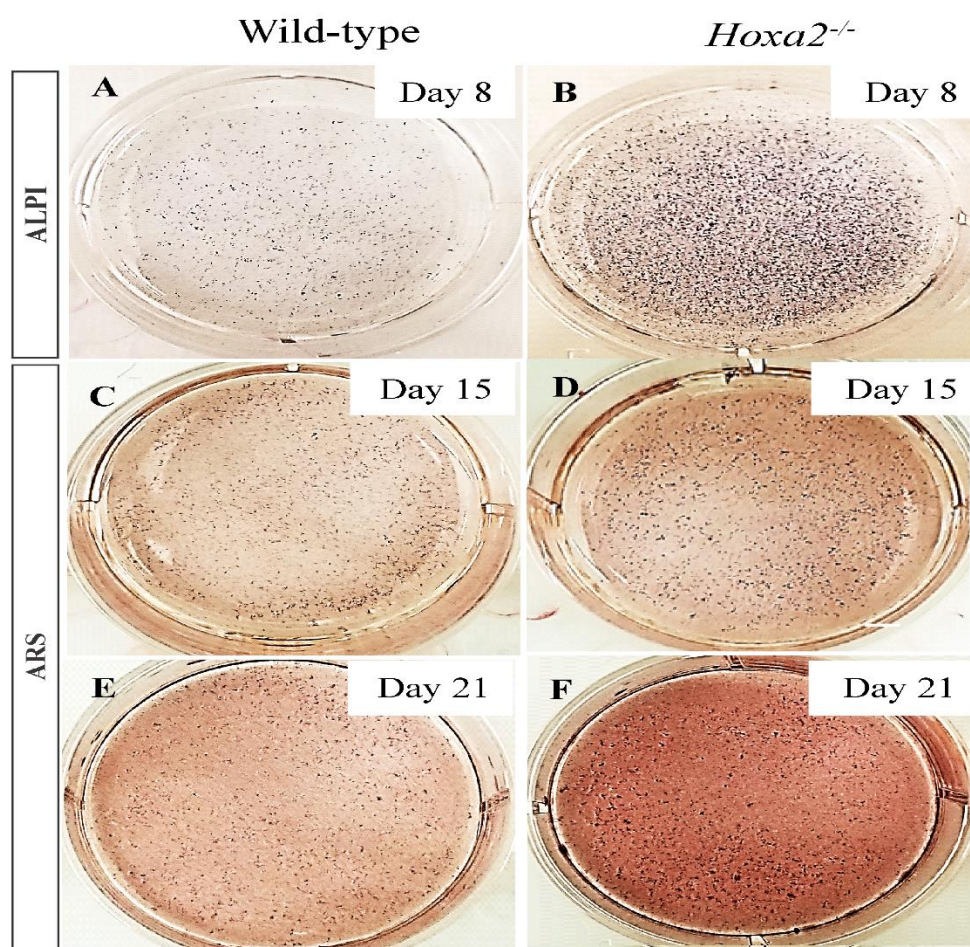 Wild-type
Hoxa2-/-
ALPI
A
Day 8
B
Day 8
ARS
C
Day 15
D
Day 15
E
Day 21
F
Day 21